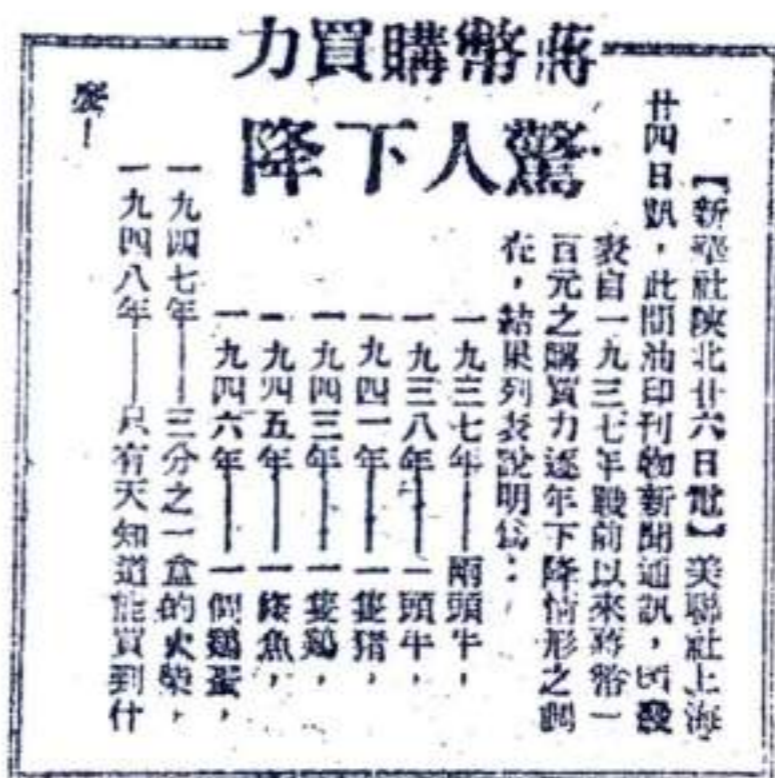 蔣幣購買力
驚人下降
【新華社陝北廿六日電】美聯社上海
廿四日訊，此間油印刊物新聞通訊，頃發
表自一九三七年戰前以來蔣幣一
百元之購買力逐年下降情形之調
在，結果列表說明爲：
一九三七年——兩頭牛，
一九三八年——一頭牛，
一九四一年——一隻猪，
一九四三年——一隻鷄，
一九四五年——一條魚，
一九四六年——一個鷄蛋，
一九四七年——三分之一盒的火柴，
一九四八年——只有天知道能買到什
麼！